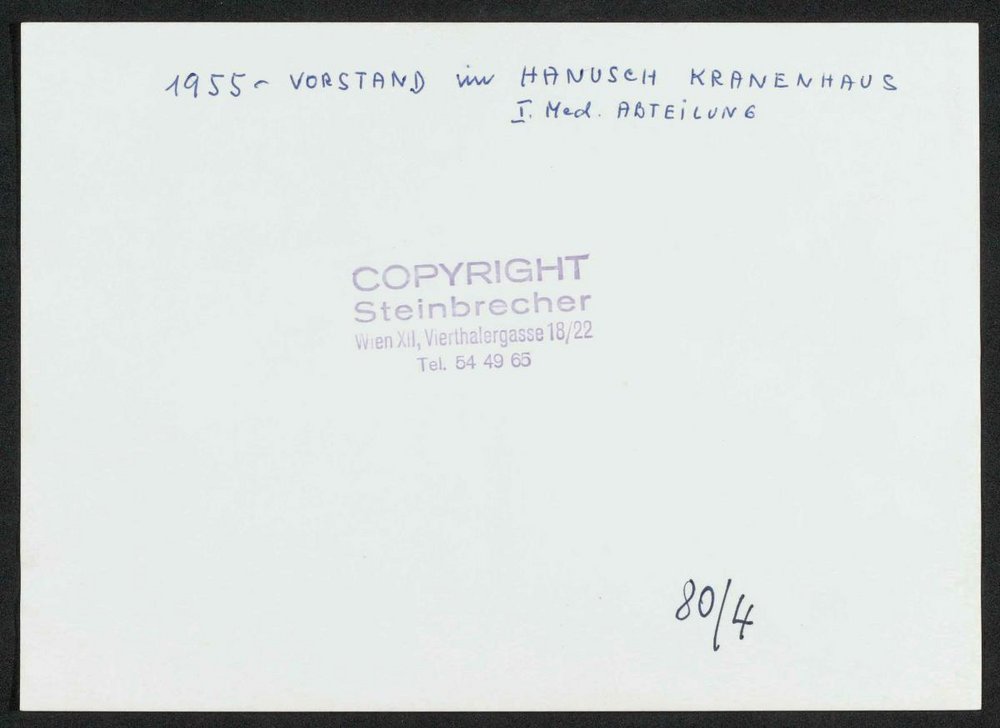 1955- VORSTAND im HANUSCH KRANENHAUS
I. Med. ABTEILUNG
COPYRIGHT
Steinbrecher
Wien XII, Vierthalergasse 18/22
Tel. 54 49 65
80/4